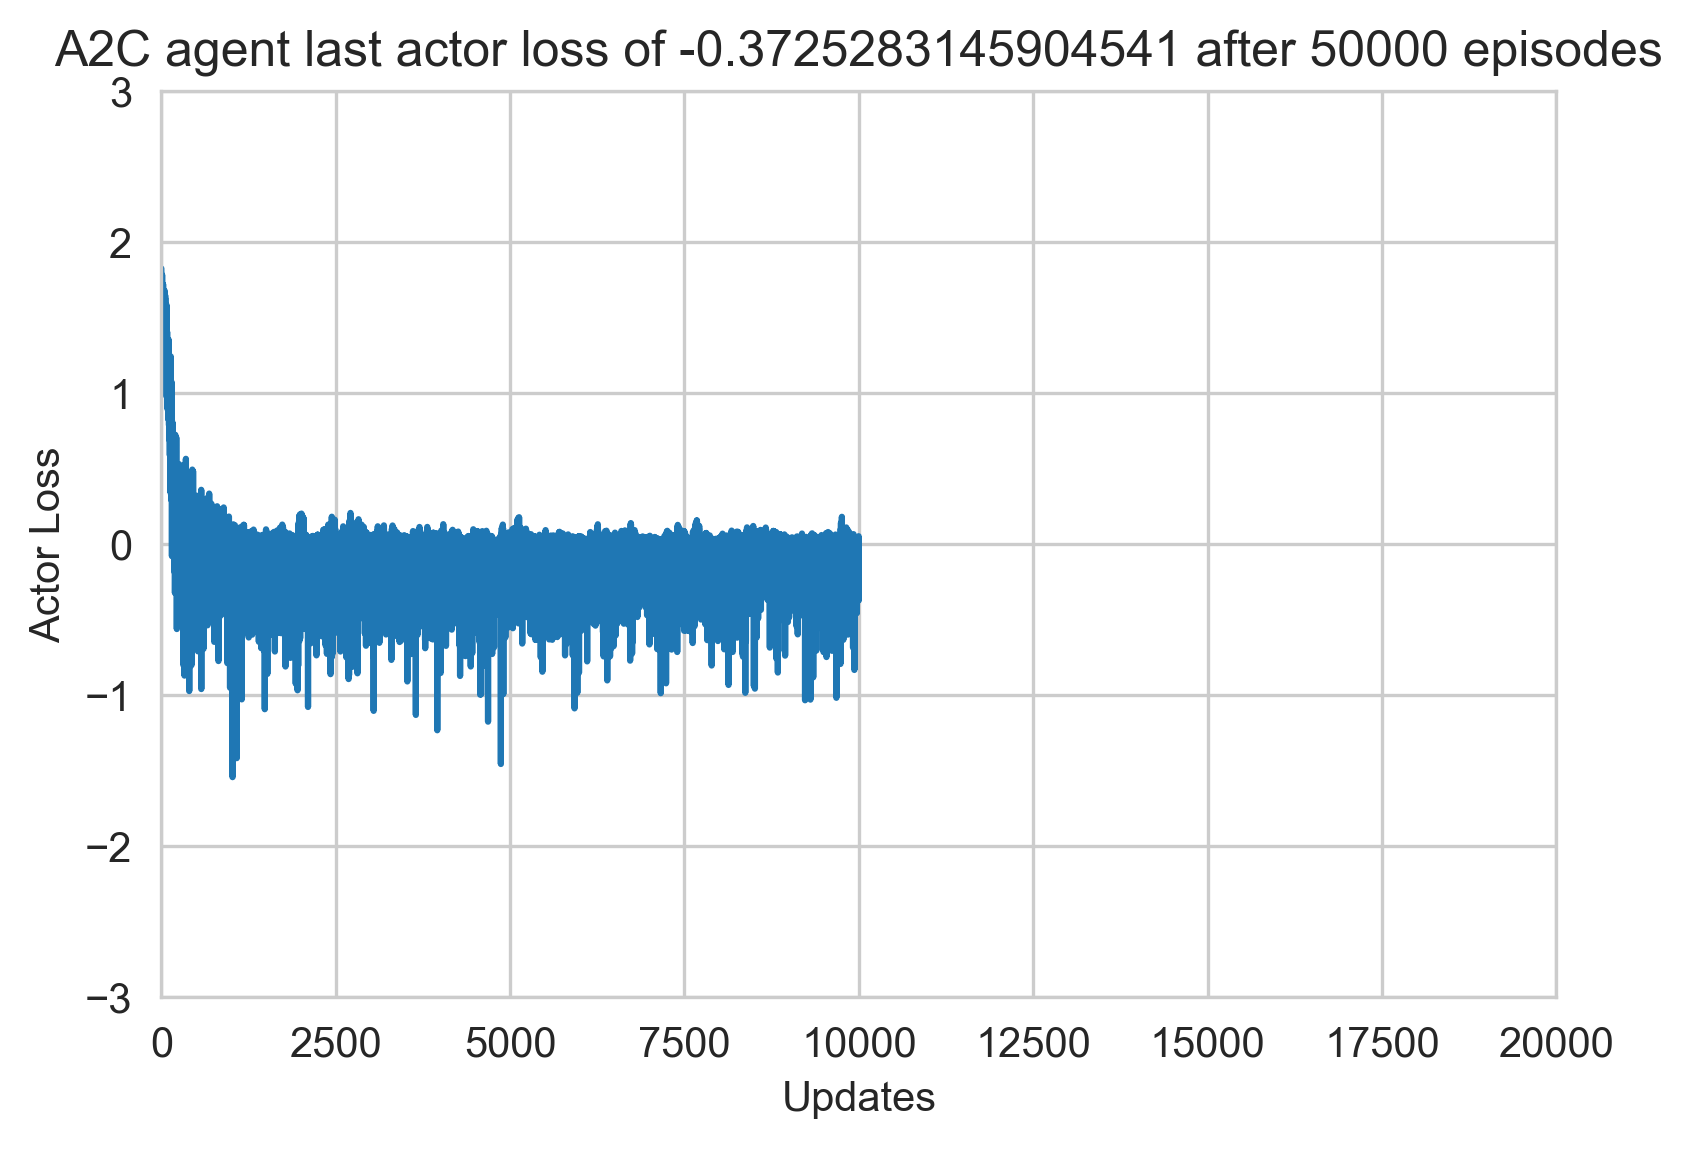 A2C agent last actor loss of -0.3725283145904541 after 50000 episodes
3
2
1
0
−1
−2
−3
Actor Loss
0 2500 5000 7500 10000 12500 15000 17500 20000
Updates